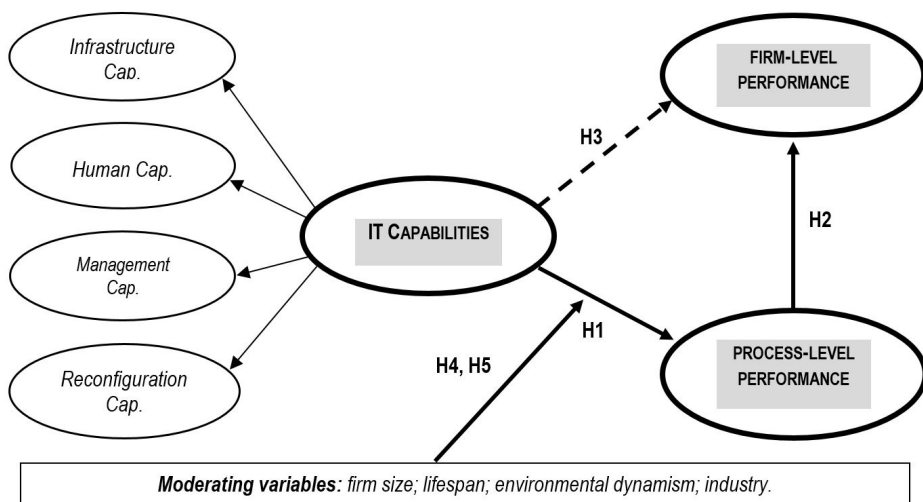 Infrastructure
Cap.
Human Cap.
Management
Cap.
Reconfiguration
Cap.
IT CAPABILITIES
FIRM-LEVEL
PERFORMANCE
H3
H2
H1
H4, H5
PROCESS-LEVEL
PERFORMANCE
Moderating variables: firm size; lifespan; environmental dynamism; industry.